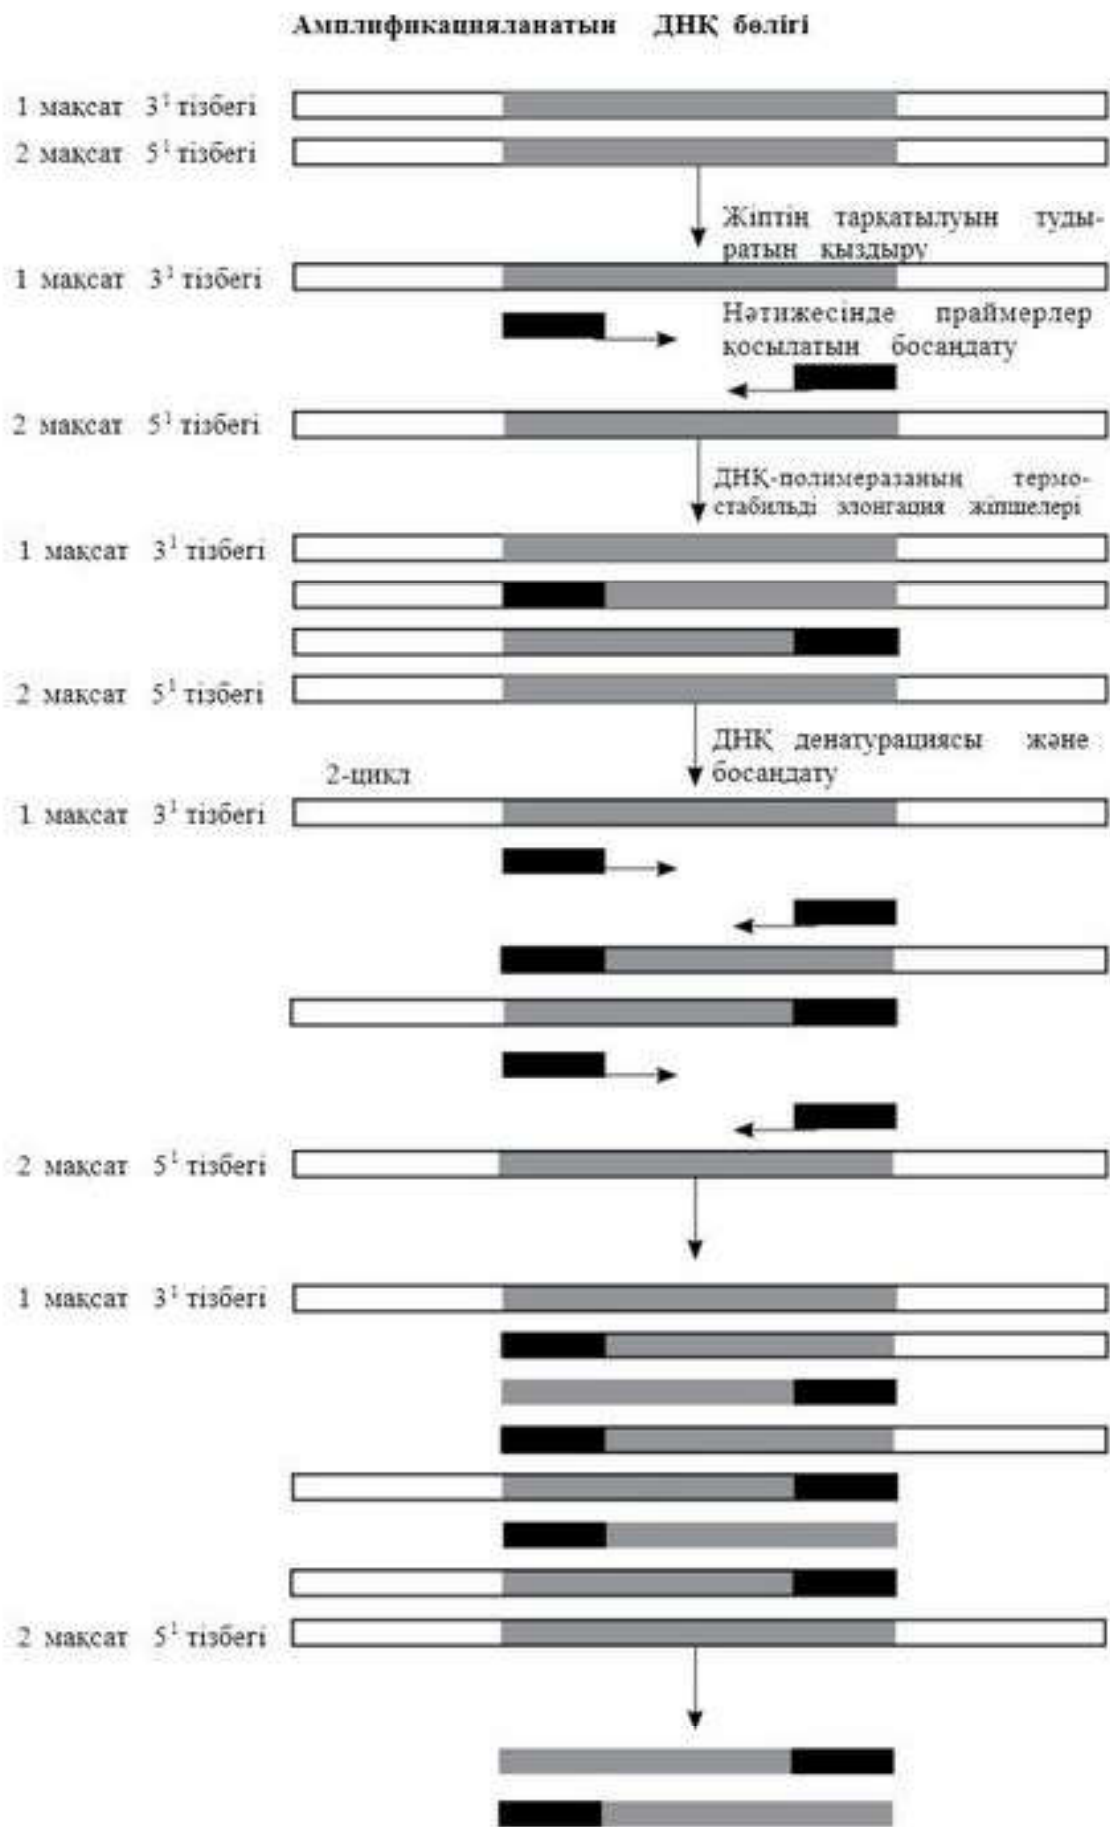 Амплификацияланатын ДНҚ бөлігі
1 мақсат 3¹ тізбегі
2 мақсат 5¹ тізбегі
Жіптің тарқатылуын туды-
ратын қыздыру
1 мақсат 3¹ тізбегі
Нәтижесінде праймерлер
қосылатын босаңдату
2 мақсат 5¹ тізбегі
ДНҚ-полимеразаның термо-
стабильді элонгация жіпшелері
1 мақсат 3¹ тізбегі
2 мақсат 5¹ тізбегі
ДНҚ денатурациясы және
босаңдату
2-цикл
1 мақсат 3¹ тізбегі
2 мақсат 5¹ тізбегі
1 мақсат 3¹ тізбегі
2 мақсат 5¹ тізбегі